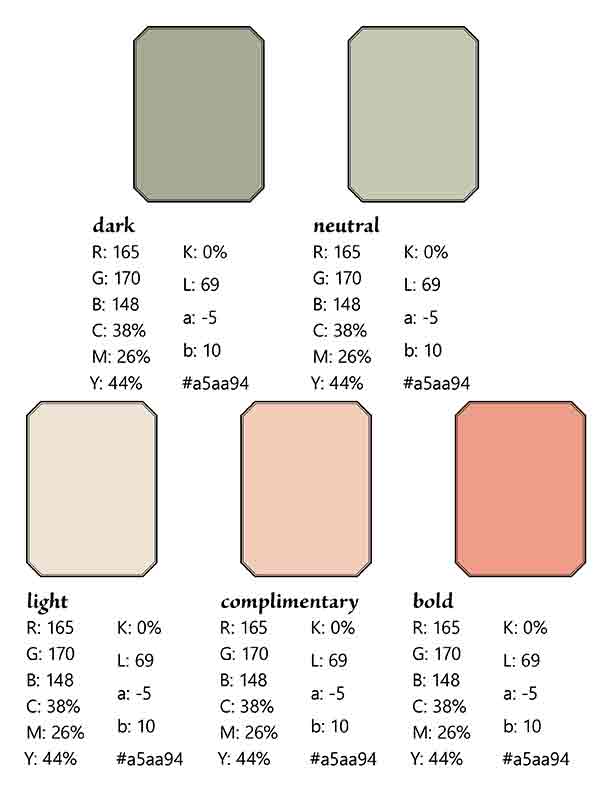 dark
R: 165
G: 170
B: 148
C: 38%
M: 26%
Y: 44%
K: 0%
L: 69
a: -5
b: 10
#a5aa94
neutral
R: 165
G: 170
B: 148
C: 38%
M: 26%
Y: 44%
K: 0%
L: 69
a: -5
b: 10
#a5aa94
light
R: 165
G: 170
B: 148
C: 38%
M: 26%
Y: 44%
K: 0%
L: 69
a: -5
b: 10
#a5aa94
complimentary
R: 165
G: 170
B: 148
C: 38%
M: 26%
Y: 44%
K: 0%
L: 69
a: -5
b: 10
#a5aa94
bold
R: 165
G: 170
B: 148
C: 38%
M: 26%
Y: 44%
K: 0%
L: 69
a: -5
b: 10
#a5aa94